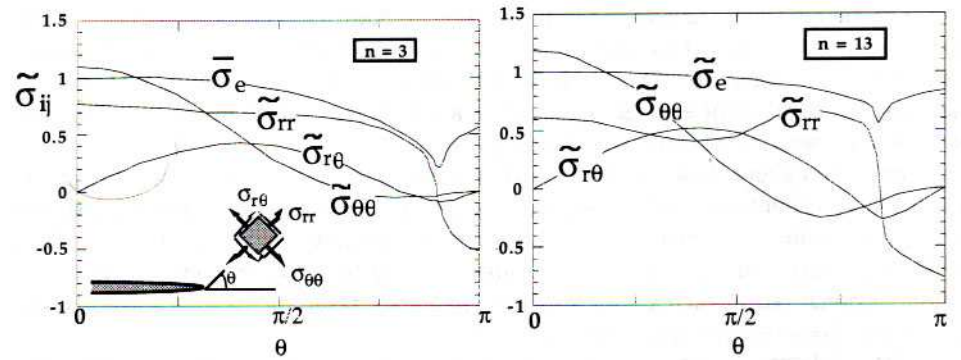 1.5
n = 3
σ̃ij
1
σ̄e
σ̃rr
0.5
σ̃rθ
0
σ̃θθ
σrθ
σrr
-0.5
θ
σθθ
-1
0
π/2
π
θ
1.5
n = 13
1
σ̃e
σ̃θθ
σ̃rr
0.5
σ̃rθ
0
-0.5
-1
0
π/2
π
θ